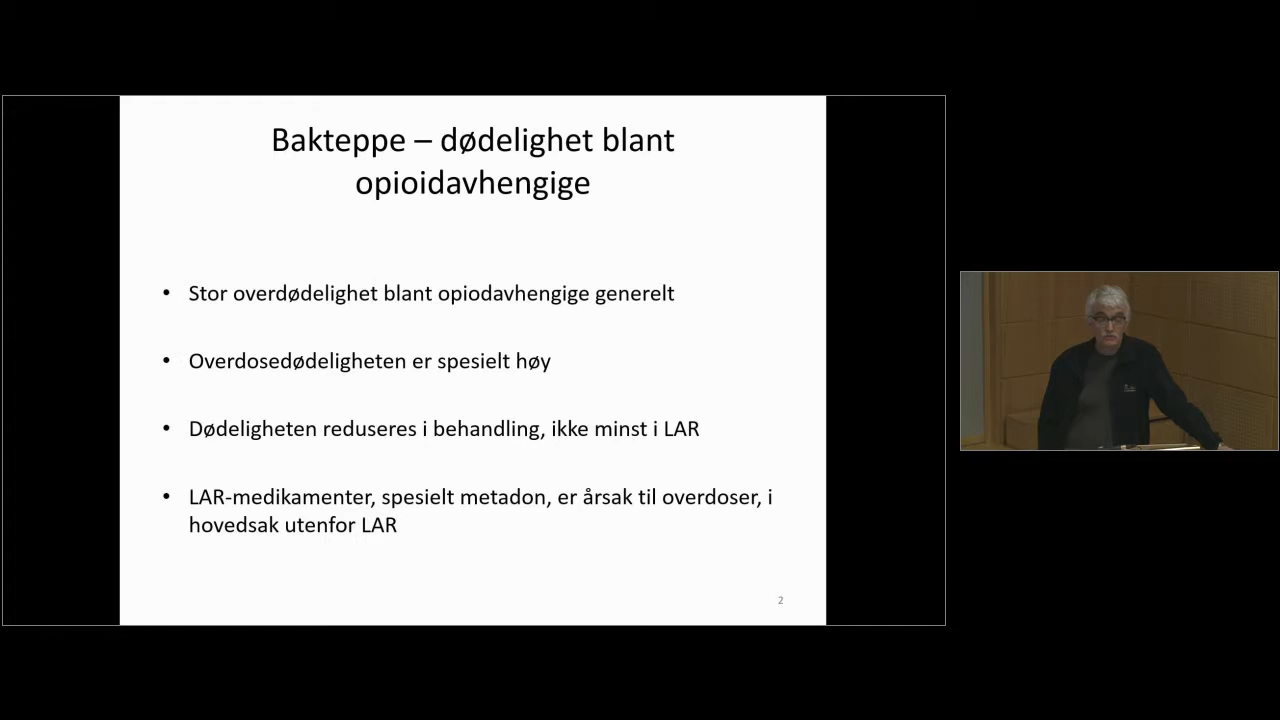 Bakteppe – dødelighet blant
opioidavhengige
• Stor overdødelighet blant opiodavhengige generelt
• Overdosedødeligheten er spesielt høy
• Dødeligheten reduseres i behandling, ikke minst i LAR
• LAR-medikamenter, spesielt metadon, er årsak til overdoser, i
hovedsak utenfor LAR
2